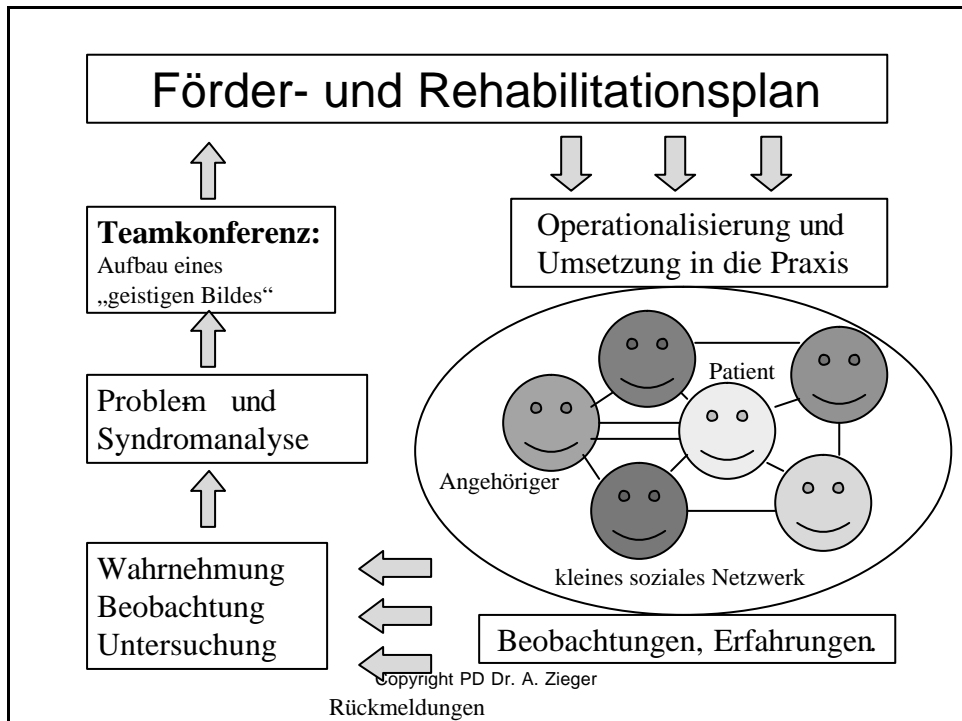 Förder- und Rehabilitationsplan
Teamkonferenz:
Aufbau eines
„geistigen Bildes“
Operationalisierung und
Umsetzung in die Praxis
Patient
Problem- und
Syndromanalyse
Angehöriger
kleines soziales Netzwerk
Wahrnehmung
Beobachtung
Untersuchung
Beobachtungen, Erfahrungen.
Copyright PD Dr. A. Zieger
Rückmeldungen